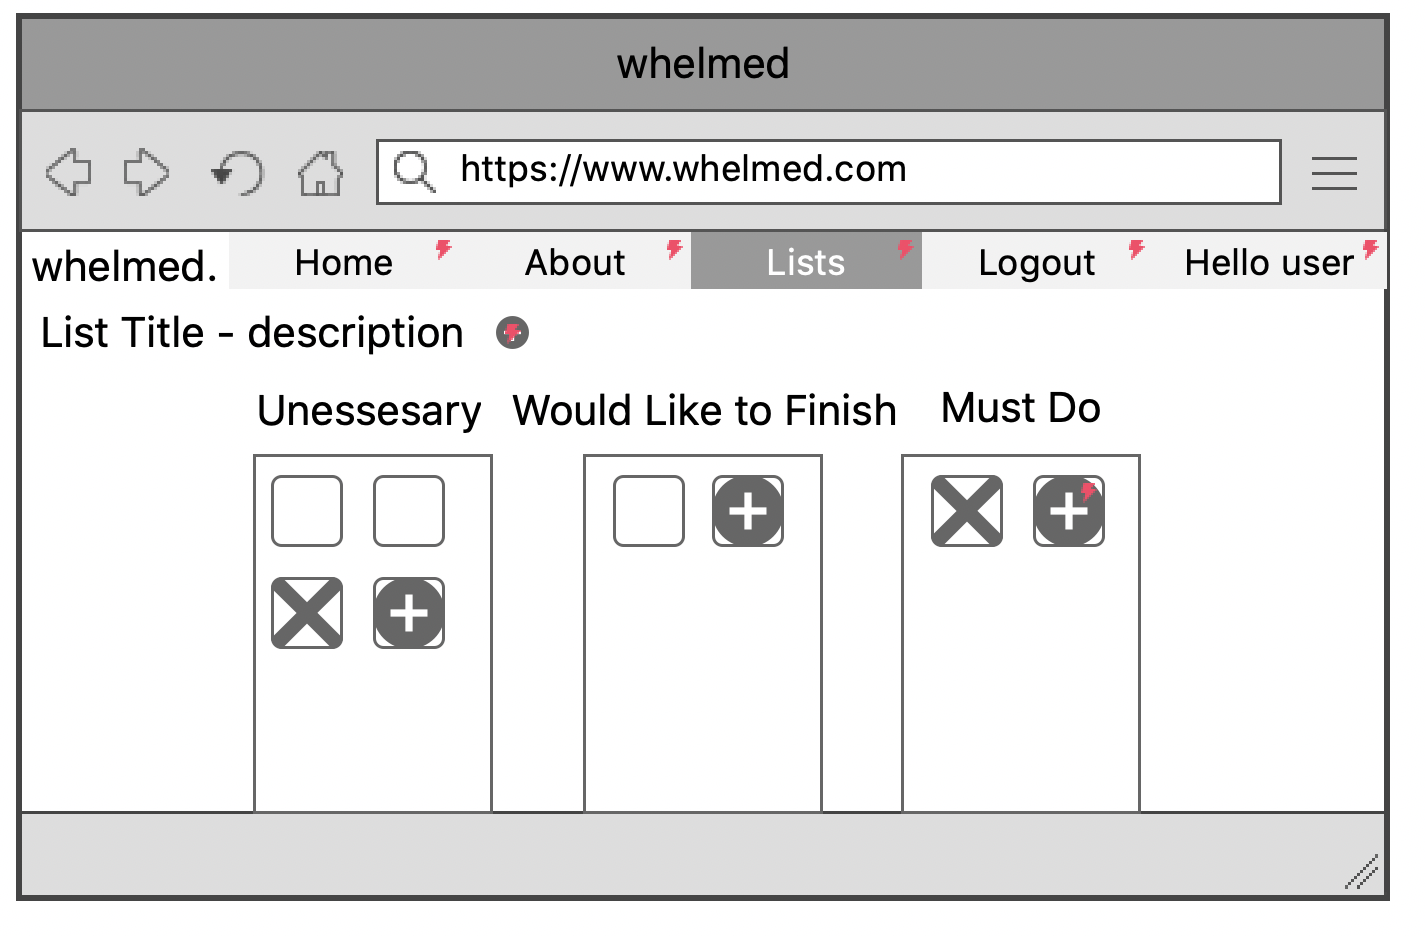 whelmed
https://www.whelmed.com
whelmed. Home About Lists Logout Hello user
List Title - description
Unessesary Would Like to Finish Must Do